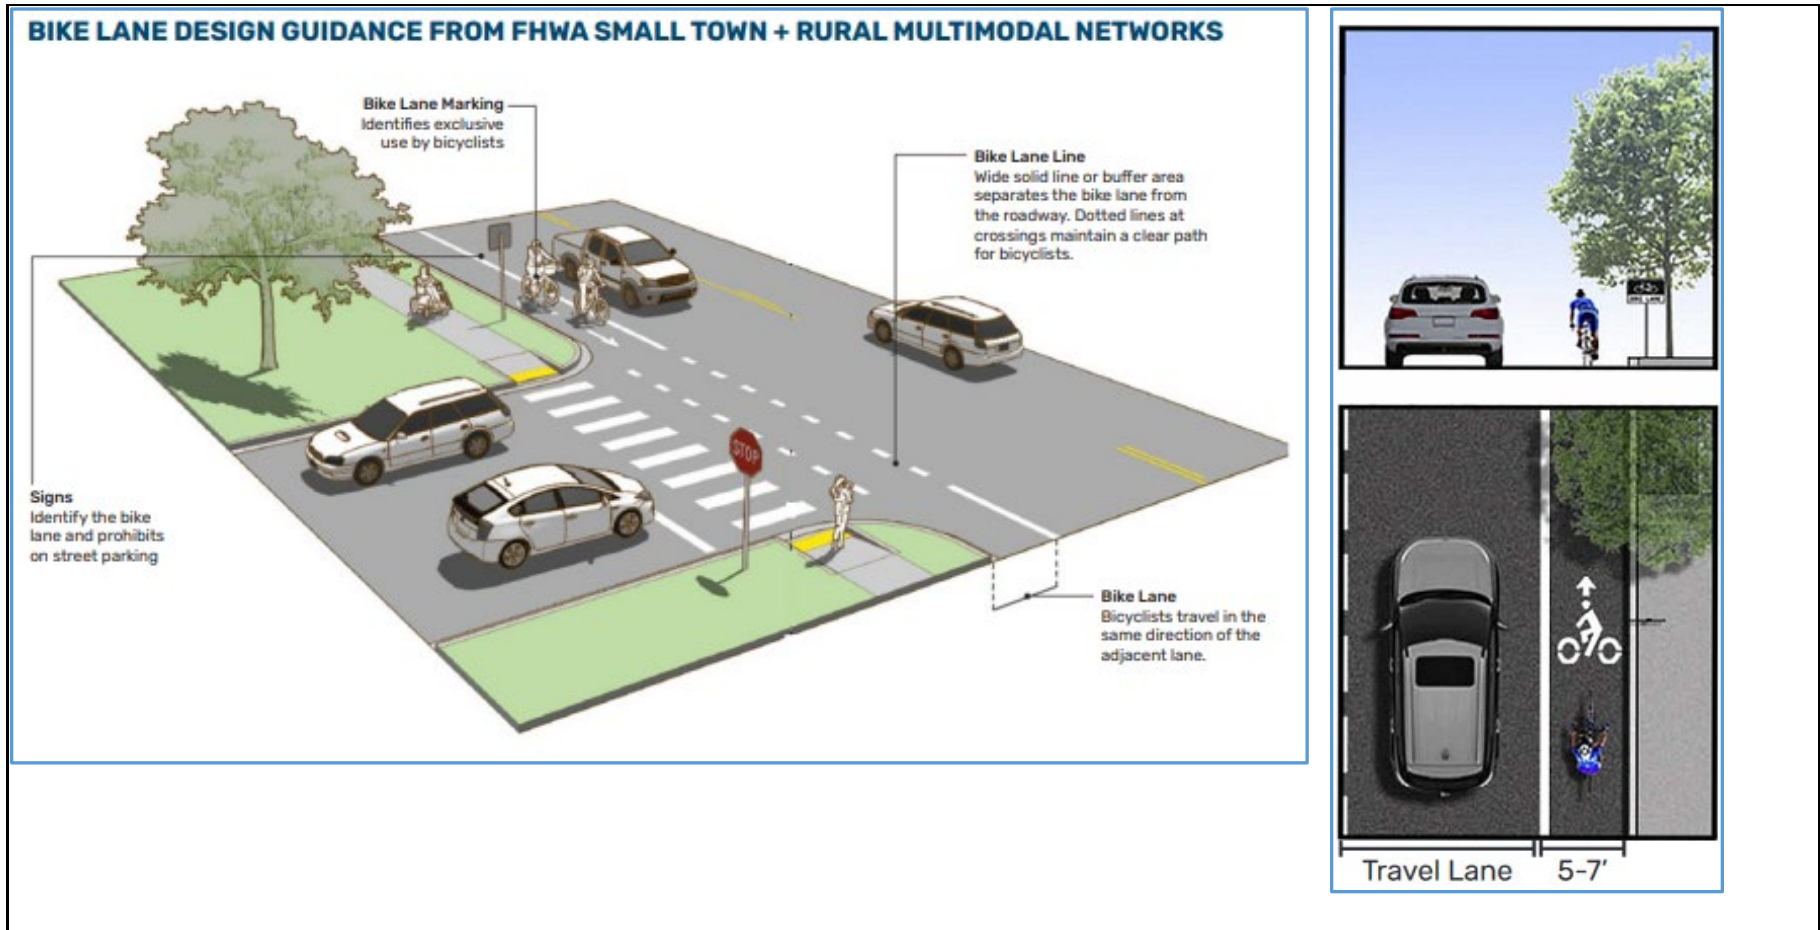 BIKE LANE DESIGN GUIDANCE FROM FHWA SMALL TOWN + RURAL MULTIMODAL NETWORKS
Bike Lane Marking
Identifies exclusive
use by bicyclists
Bike Lane Line
Wide solid line or buffer area
separates the bike lane from
the roadway. Dotted lines at
crossings maintain a clear path
for bicyclists.
STOP
Signs
Identify the bike
lane and prohibits
on street parking
Bike Lane
Bicyclists travel in the
same direction of the
adjacent lane.
BIKE LANE
Travel Lane
5-7'